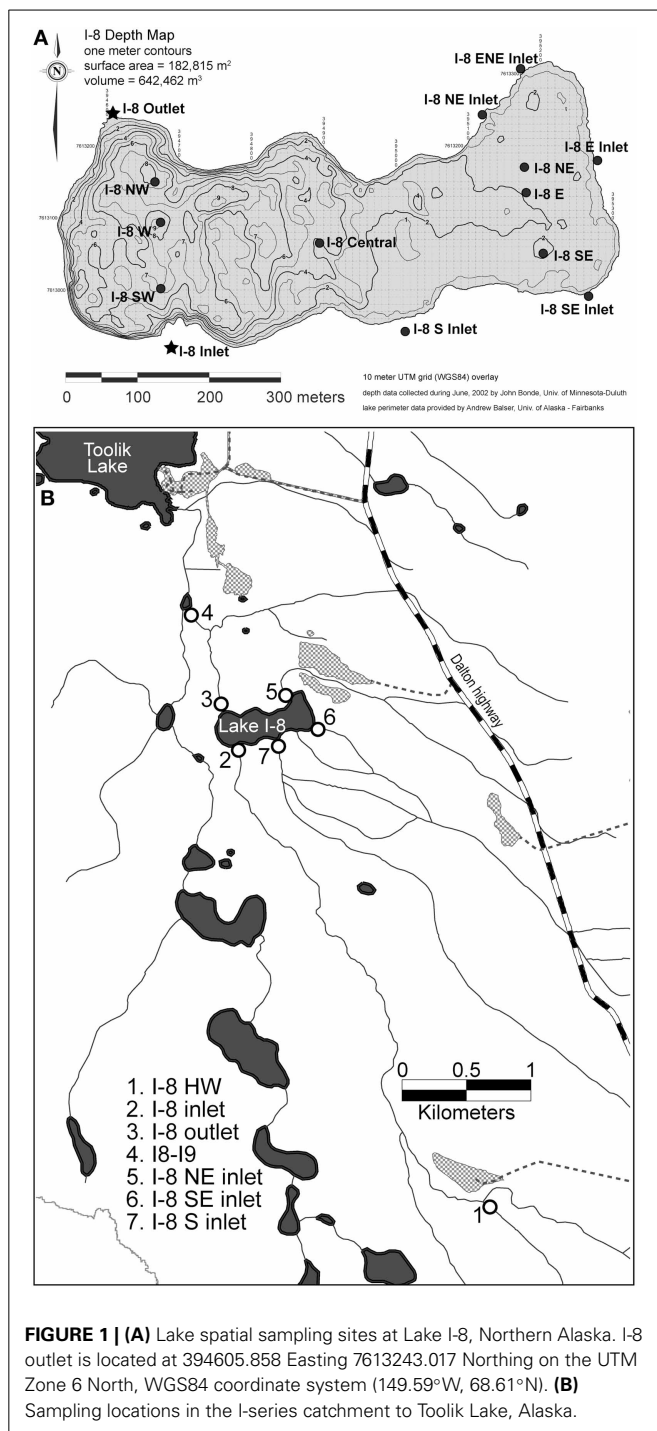 A
I-8 Depth Map
one meter contours
surface area = 182,815 m²
volume = 642,462 m³
N
I-8 ENE Inlet
I-8 Outlet
I-8 NE Inlet
I-8 E Inlet
I-8 NW
I-8 NE
I-8 E
I-8 W
I-8 Central
I-8 SE
I-8 SW
I-8 SE Inlet
I-8 S Inlet
I-8 Inlet
0 100 200 300 meters
10 meter UTM grid (WGS84) overlay
depth data collected during June, 2002 by John Bonde, Univ. of Minnesota-Duluth
lake perimeter data provided by Andrew Balser, Univ. of Alaska - Fairbanks
Toolik
Lake
B
4
Dalton highway
5
3
6
Lake I-8
2
7
0 0.5 1
Kilometers
1. I-8 HW
2. I-8 inlet
3. I-8 outlet
4. I8-I9
5. I-8 NE inlet
6. I-8 SE inlet
7. I-8 S inlet
1
FIGURE 1 | (A) Lake spatial sampling sites at Lake I-8, Northern Alaska. I-8
outlet is located at 394605.858 Easting 7613243.017 Northing on the UTM
Zone 6 North, WGS84 coordinate system (149.59°W, 68.61°N). (B)
Sampling locations in the I-series catchment to Toolik Lake, Alaska.